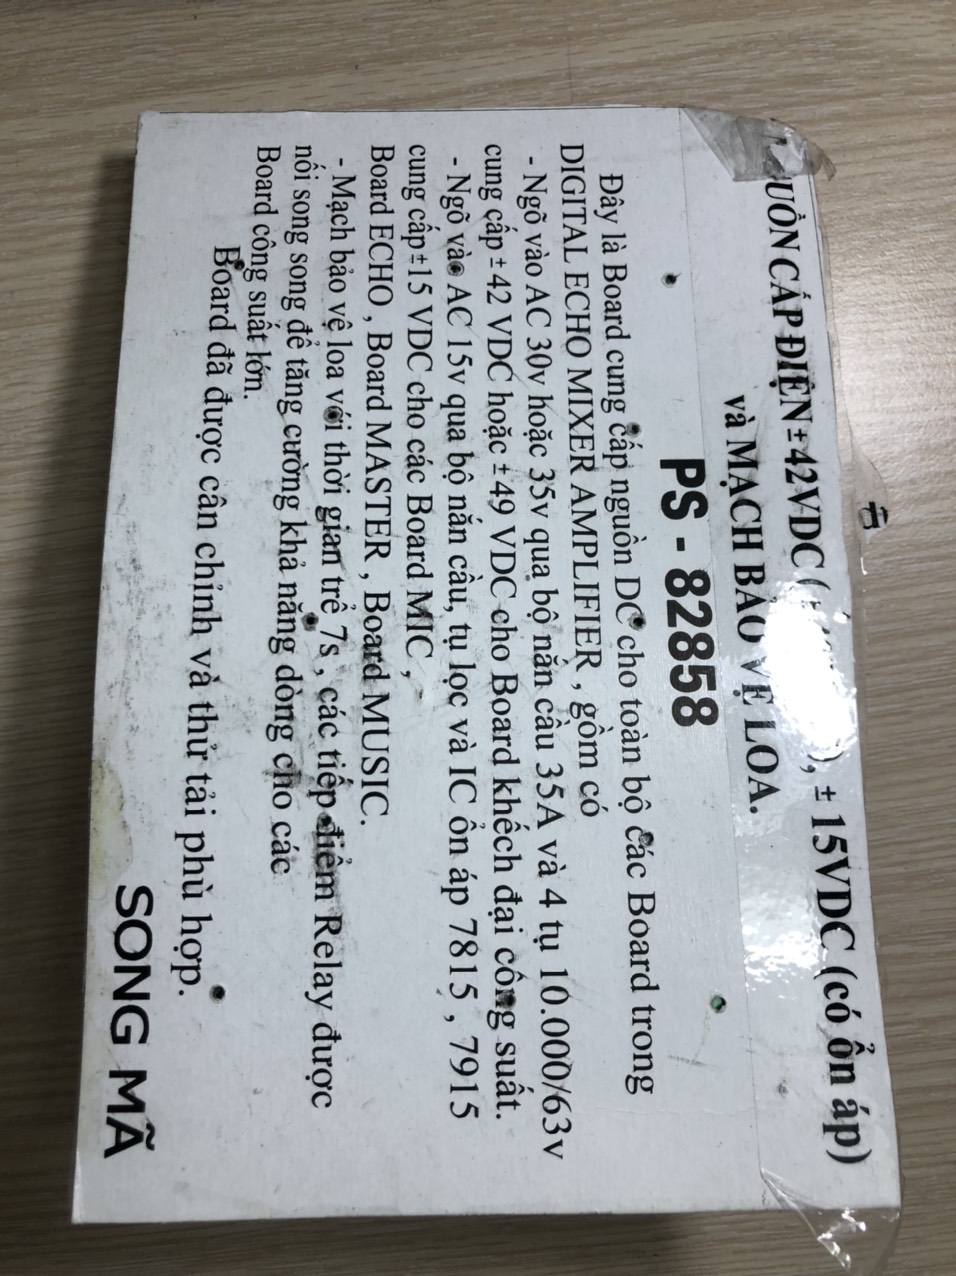 NGUỒN CẤP ĐIỆN ±42VDC ( ), ± 15VDC (có ổn áp)
và MẠCH BẢO VỆ LOA.
PS - 82858
Đây là Board cung cấp nguồn DC cho toàn bộ các Board trong
DIGITAL ECHO MIXER AMPLIFIER , gồm có
- Ngõ vào AC 30v hoặc 35v qua bộ nắn cầu 35A và 4 tụ 10.000/63v
cung cấp ± 42 VDC hoặc ± 49 VDC cho Board khếch đại công suất.
- Ngõ vào AC 15v qua bộ nắn cầu, tụ lọc và IC ổn áp 7815 , 7915
cung cấp ±15 VDC cho các Board MIC ,
Board ECHO , Board MASTER , Board MUSIC.
- Mạch bảo vệ loa với thời gian trễ 7s , các tiếp điểm Relay được
nối song song để tăng cường khả năng dòng cho các
Board công suất lớn.
Board đã được cân chỉnh và thử tải phù hợp.
SONG MÃ